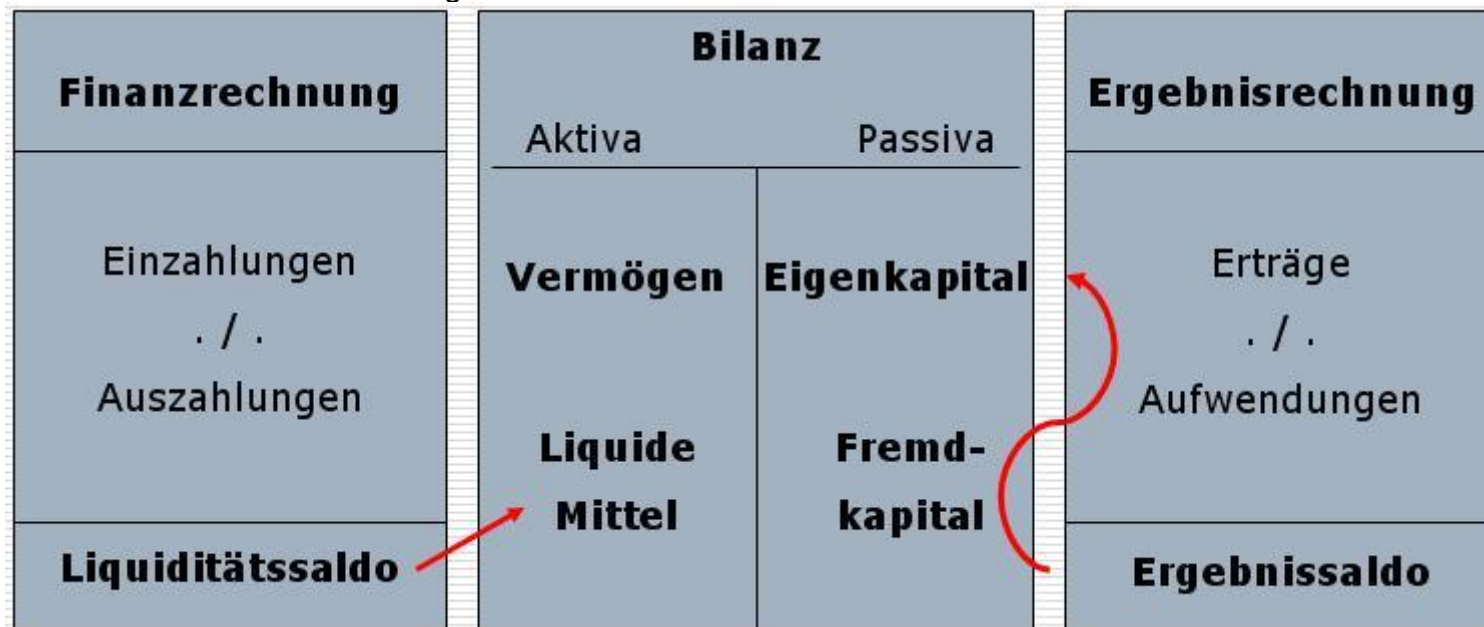 Finanzrechnung
Einzahlungen
. / .
Auszahlungen
Liquiditätssaldo
Bilanz
Aktiva Passiva
Vermögen Eigenkapital
Liquide Fremd-
Mittel kapital
Ergebnisrechnung
Erträge
. / .
Aufwendungen
Ergebnissaldo